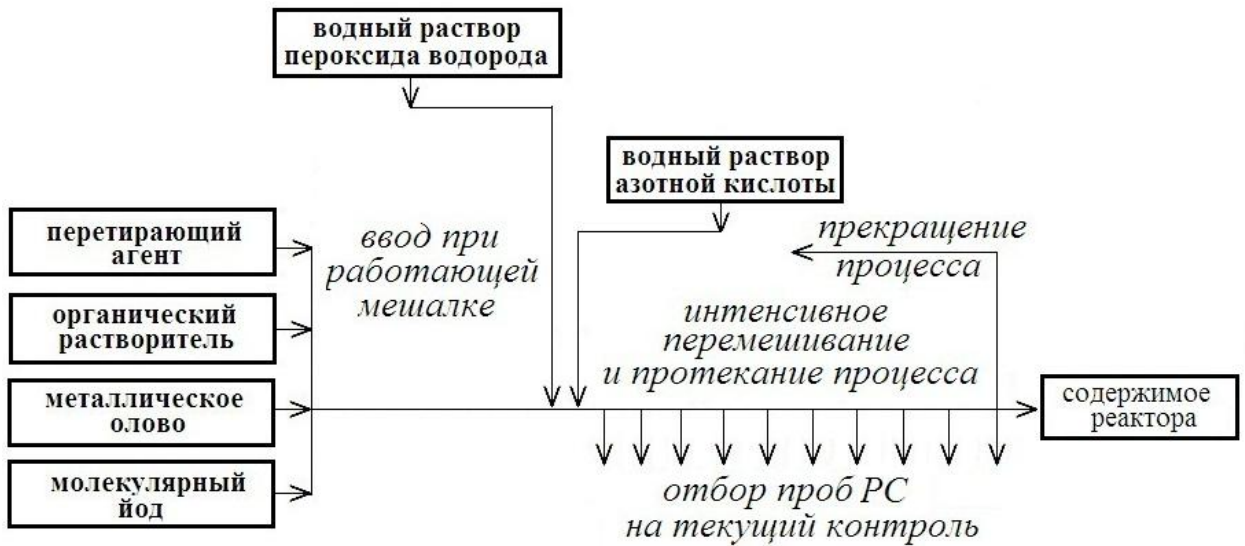 водный раствор
пероксида водорода
водный раствор
азотной кислоты
перетирающий
агент
ввод при
работающей
мешалке
прекращение
процесса
органический
растворитель
интенсивное
перемешивание
и протекание процесса
металлическое
олово
содержимое
реактора
молекулярный
йод
отбор проб РС
на текущий контроль